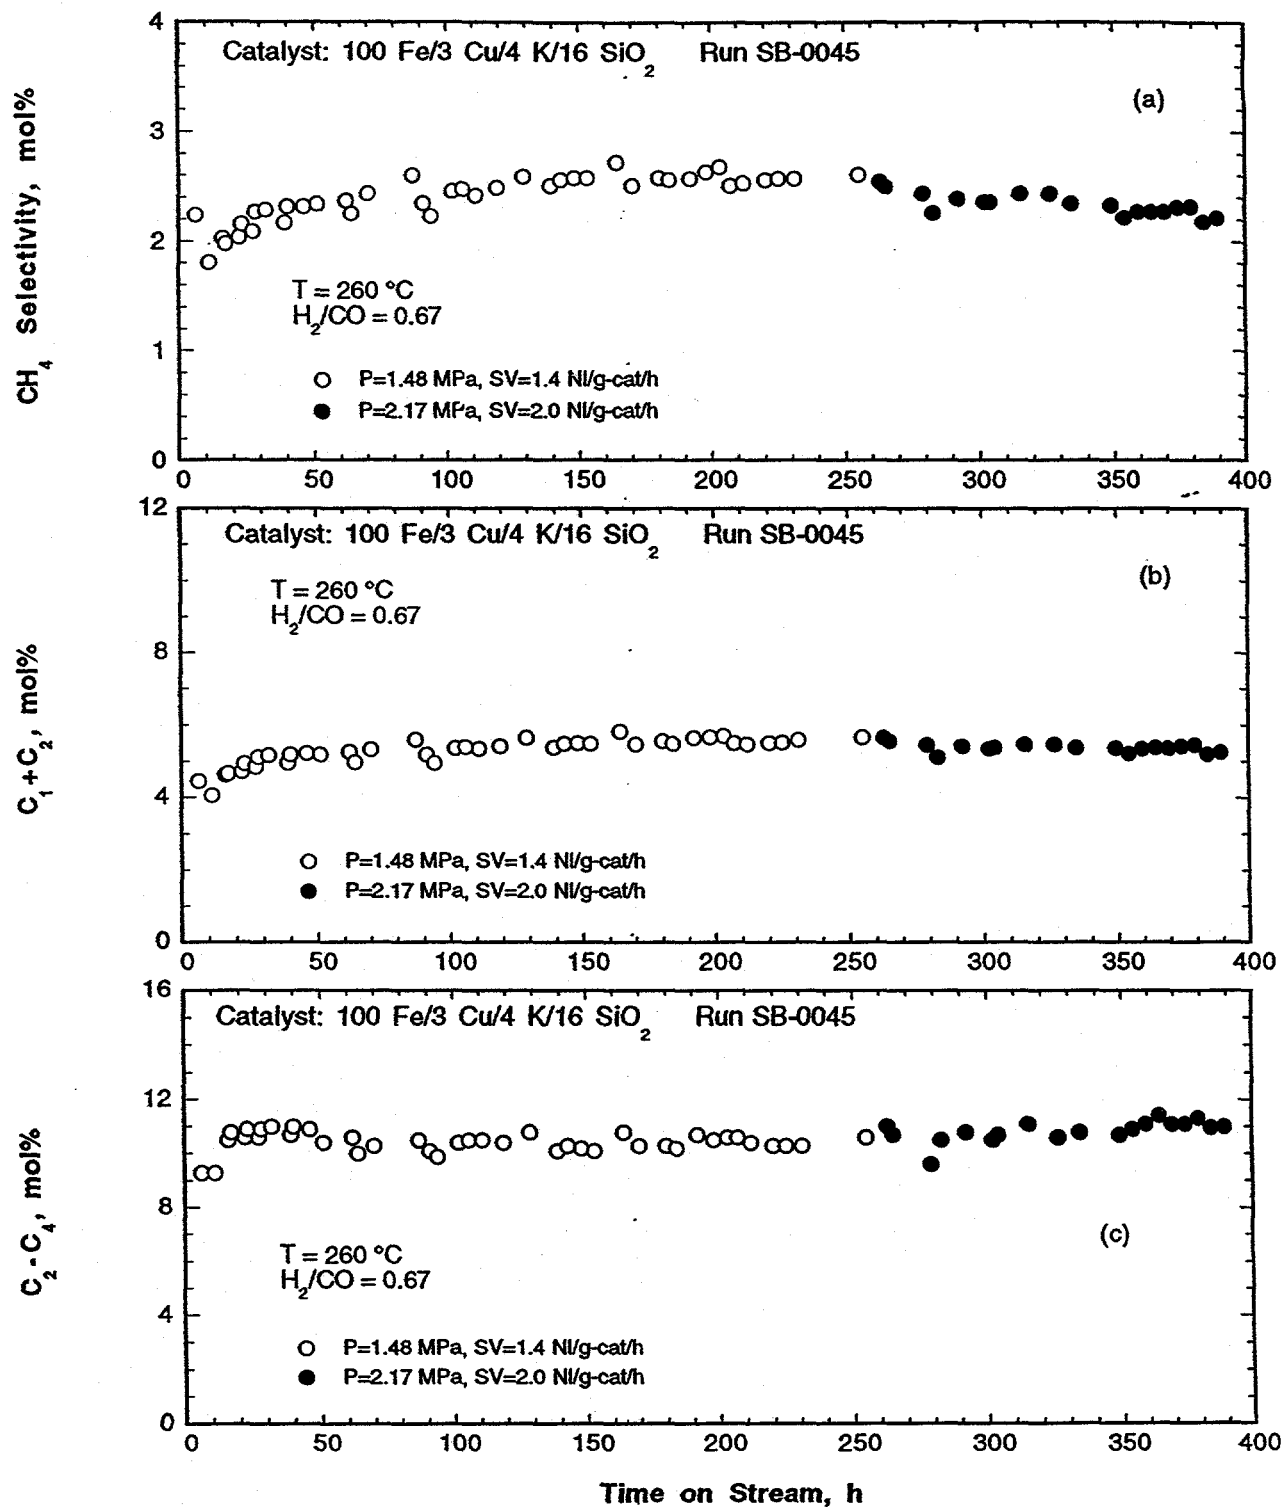 CH4 Selectivity, mol%
4
3
2
1
0
Catalyst: 100 Fe/3 Cu/4 K/16 SiO2 Run SB-0045
(a)
T = 260 °C
H2/CO = 0.67
P=1.48 MPa, SV=1.4 Nl/g-cat/h
P=2.17 MPa, SV=2.0 Nl/g-cat/h
0 50 100 150 200 250 300 350 400
C1+C2, mol%
12
8
4
0
Catalyst: 100 Fe/3 Cu/4 K/16 SiO2 Run SB-0045
(b)
T = 260 °C
H2/CO = 0.67
P=1.48 MPa, SV=1.4 Nl/g-cat/h
P=2.17 MPa, SV=2.0 Nl/g-cat/h
0 50 100 150 200 250 300 350 400
C2-C4, mol%
16
12
8
4
0
Catalyst: 100 Fe/3 Cu/4 K/16 SiO2 Run SB-0045
(c)
T = 260 °C
H2/CO = 0.67
P=1.48 MPa, SV=1.4 Nl/g-cat/h
P=2.17 MPa, SV=2.0 Nl/g-cat/h
0 50 100 150 200 250 300 350 400
Time on Stream, h